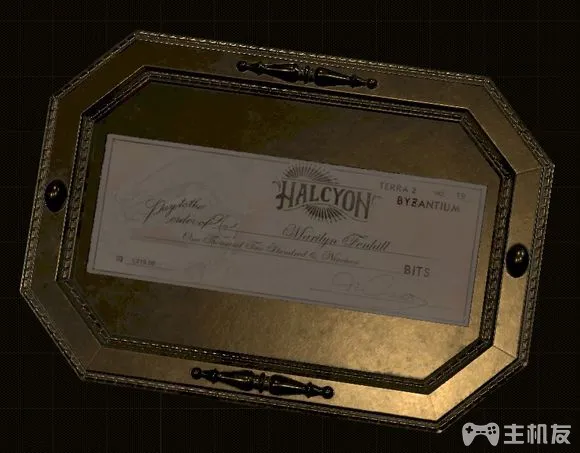 HALCYON
TERRA 2
BYZANTIUM
Pay to the
order of
Marilyn Fenhill
One Thousand Two Hundred & Nineteen
BITS
主机友